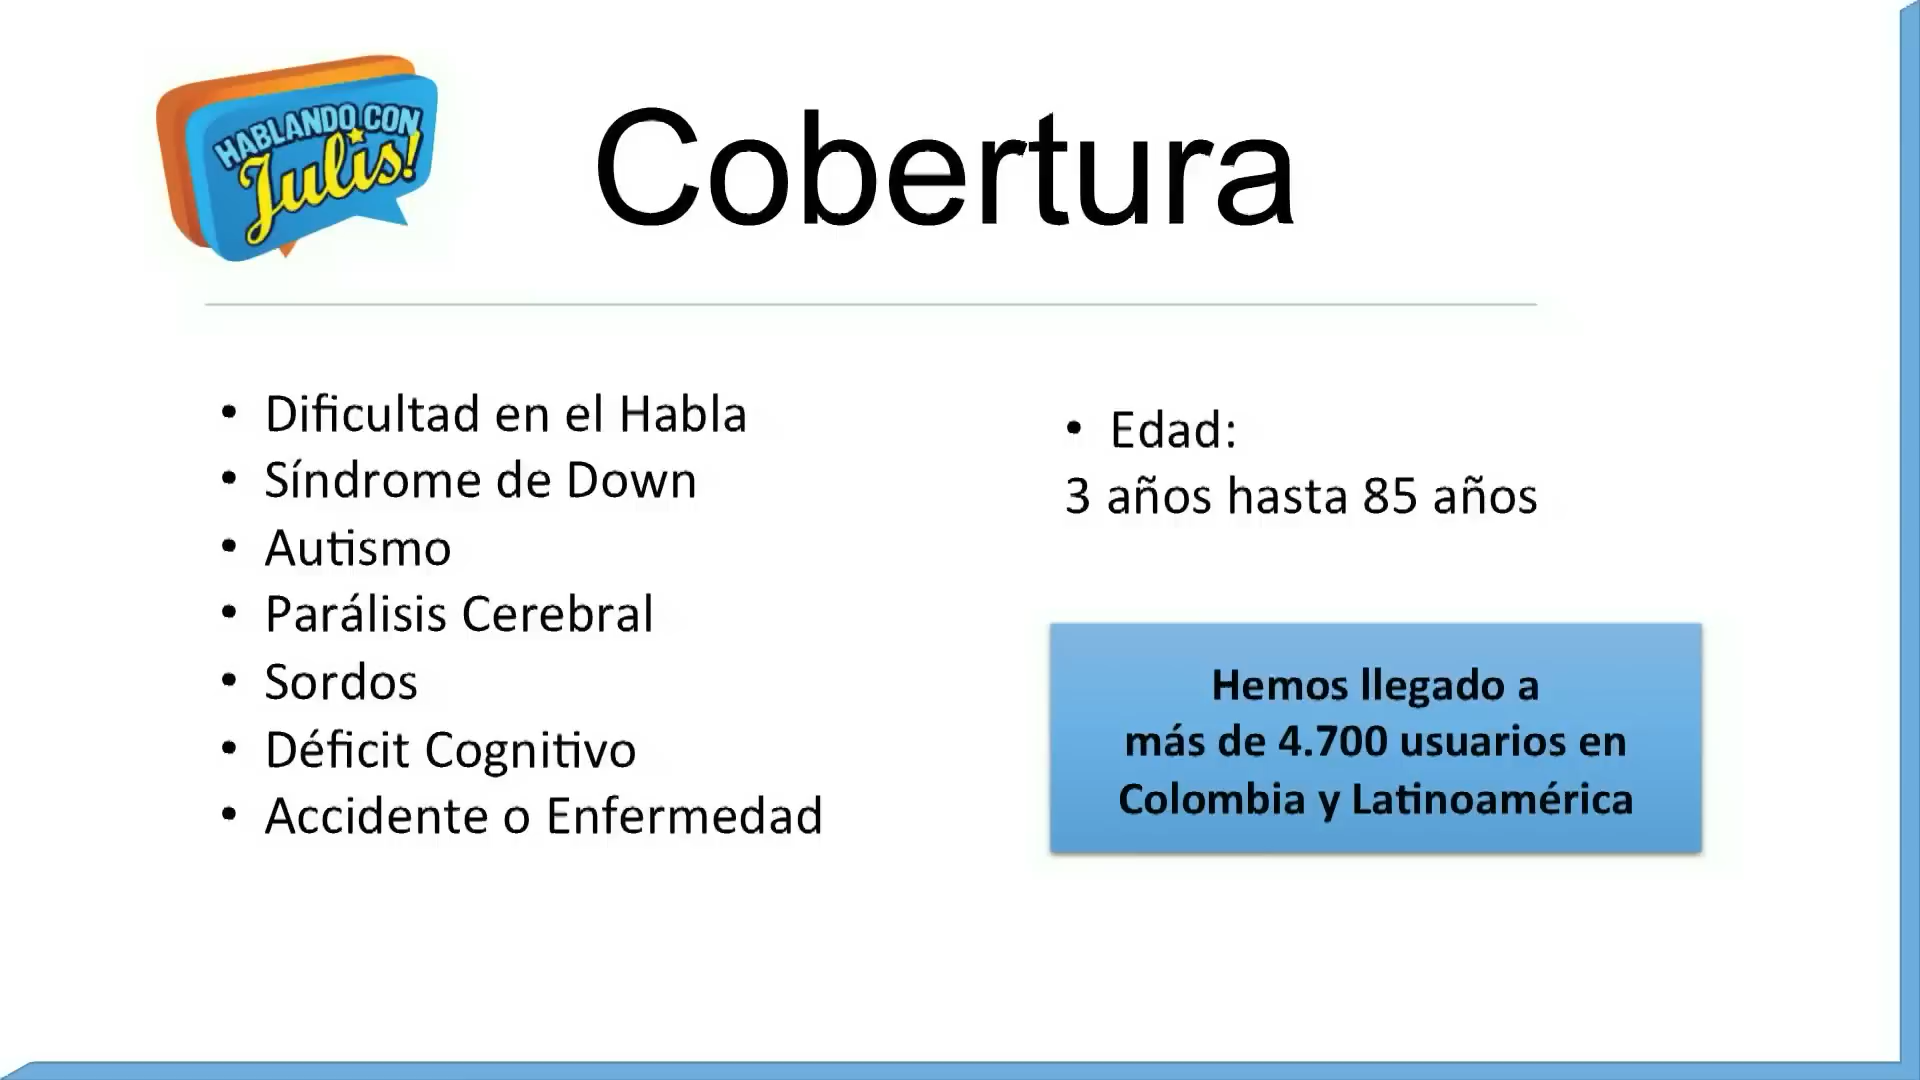 HABLANDO CON
Julis!
Cobertura
• Dificultad en el Habla
• Síndrome de Down
• Autismo
• Parálisis Cerebral
• Sordos
• Déficit Cognitivo
• Accidente o Enfermedad
• Edad:
3 años hasta 85 años
Hemos llegado a
más de 4.700 usuarios en
Colombia y Latinoamérica